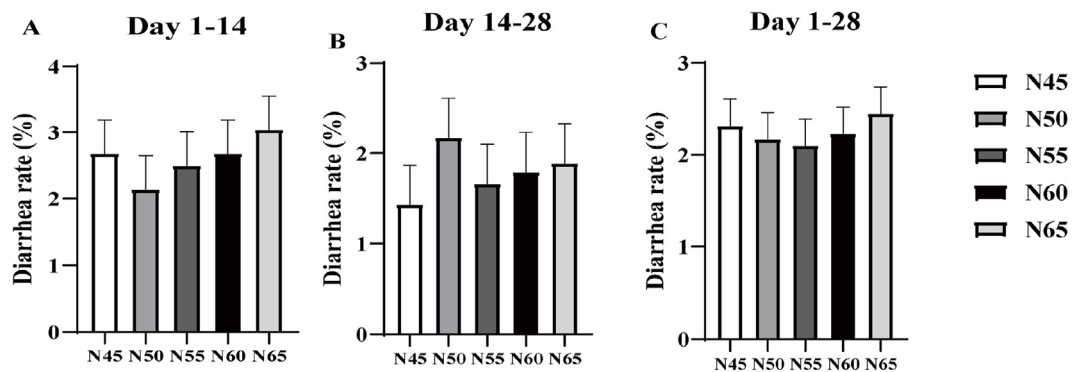 A
Day 1-14
Diarrhea rate (%)
4
3
2
1
0
N45 N50 N55 N60 N65
B
Day 14-28
Diarrhea rate (%)
3
2
1
0
N45 N50 N55 N60 N65
C
Day 1-28
Diarrhea rate (%)
3
2
1
0
N45 N50 N55 N60 N65
N45
N50
N55
N60
N65